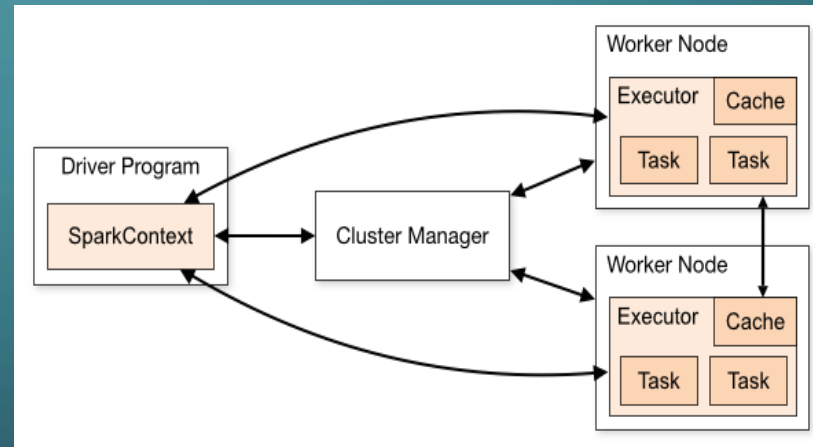 Driver Program
SparkContext
Cluster Manager
Worker Node
Executor
Cache
Task
Task
Worker Node
Executor
Cache
Task
Task